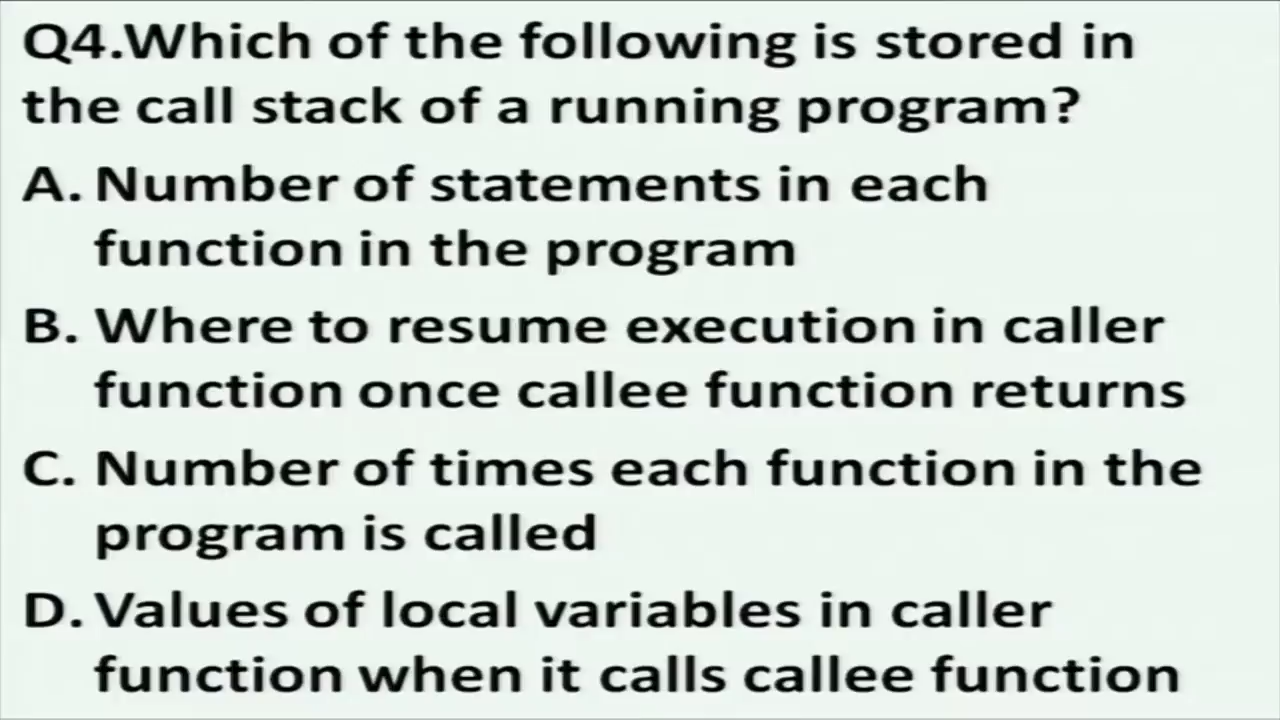 Q4.Which of the following is stored in
the call stack of a running program?
A. Number of statements in each
function in the program
B. Where to resume execution in caller
function once callee function returns
C. Number of times each function in the
program is called
D. Values of local variables in caller
function when it calls callee function